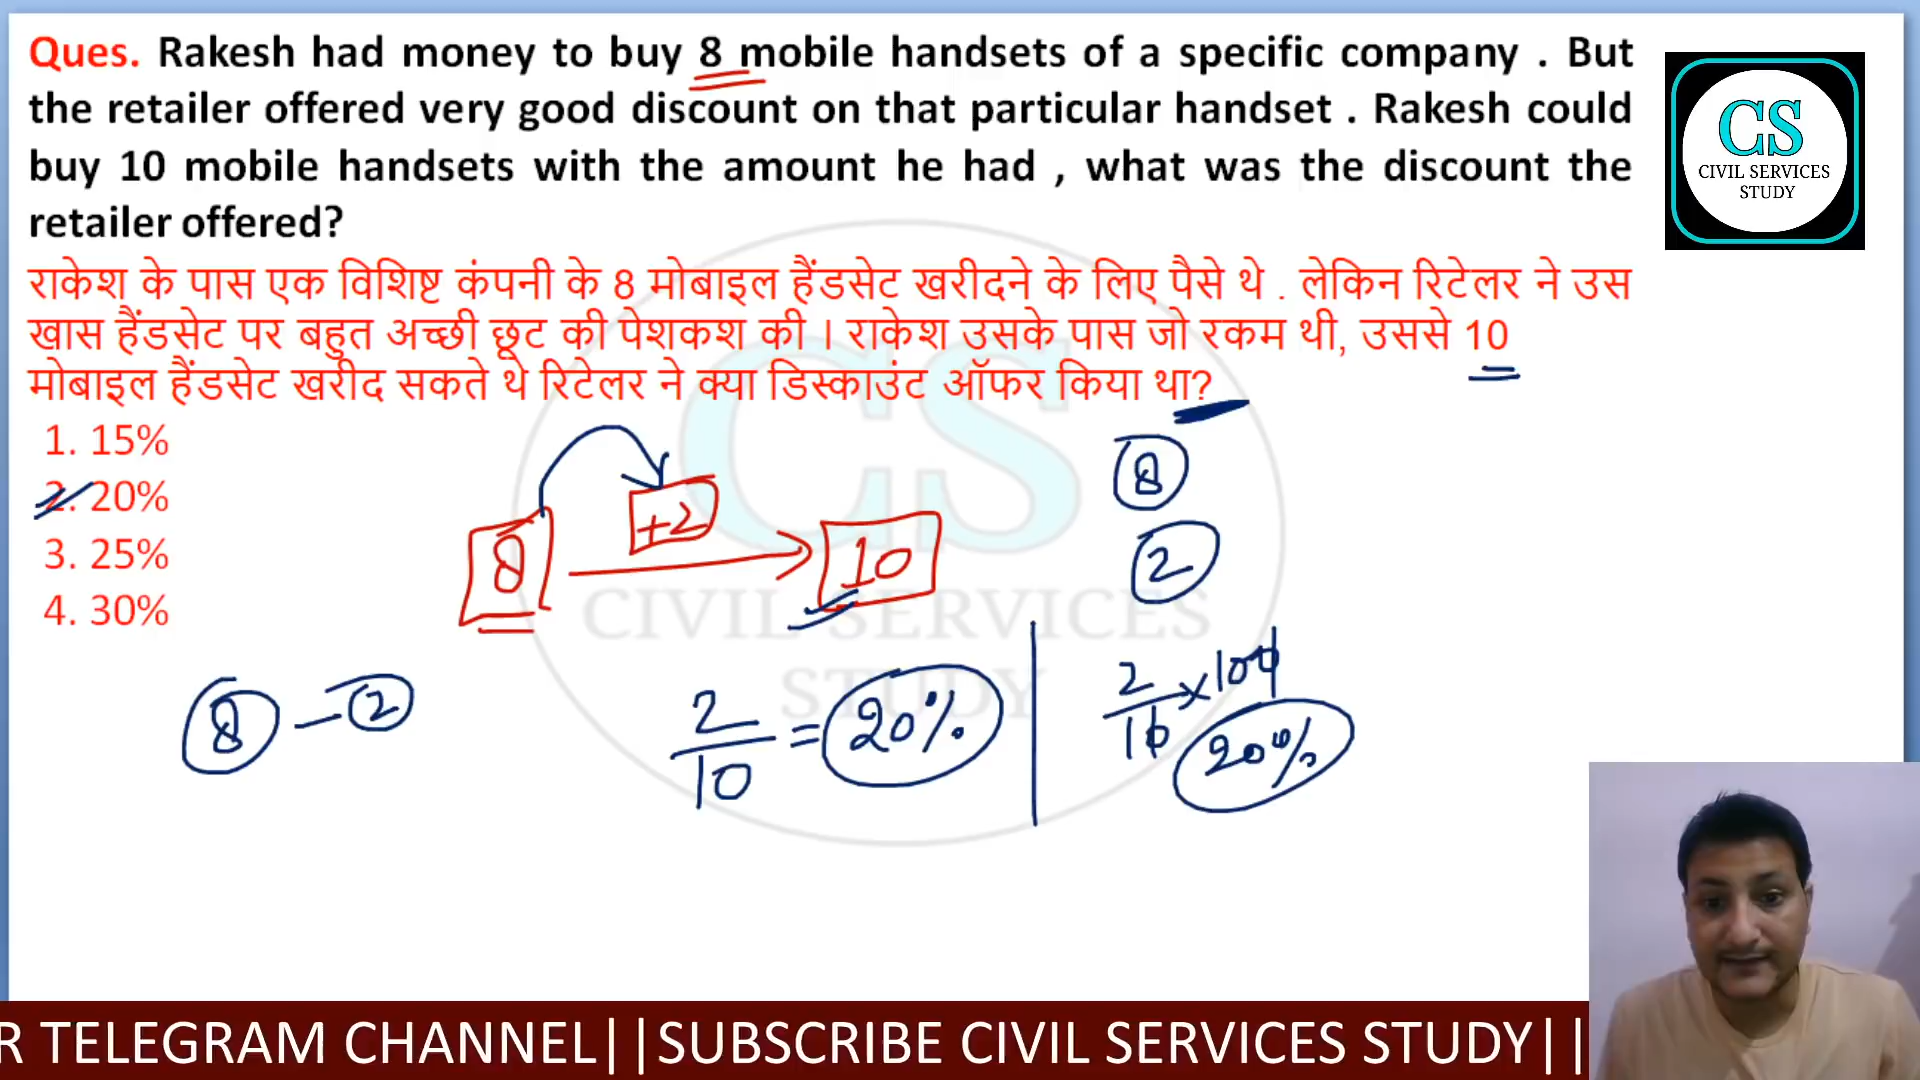 Ques. Rakesh had money to buy 8 mobile handsets of a specific company . But
the retailer offered very good discount on that particular handset . Rakesh could
buy 10 mobile handsets with the amount he had , what was the discount the
retailer offered?
राकेश के पास एक विशिष्ट कंपनी के 8 मोबाइल हैंडसेट खरीदने के लिए पैसे थे . लेकिन रिटेलर ने उस
खास हैंडसेट पर बहुत अच्छी छूट की पेशकश की । राकेश उसके पास जो रकम थी, उससे 10
मोबाइल हैंडसेट खरीद सकते थे रिटेलर ने क्या डिस्काउंट ऑफर किया था?
1. 15%
2. 20%
3. 25%
4. 30%
8
+2
10
8
2
8 - 2
2/10 = 20%
2/10 × 100
20%
CS
CIVIL SERVICES
STUDY
CS
CIVIL SERVICES
STUDY
R TELEGRAM CHANNEL||SUBSCRIBE CIVIL SERVICES STUDY||